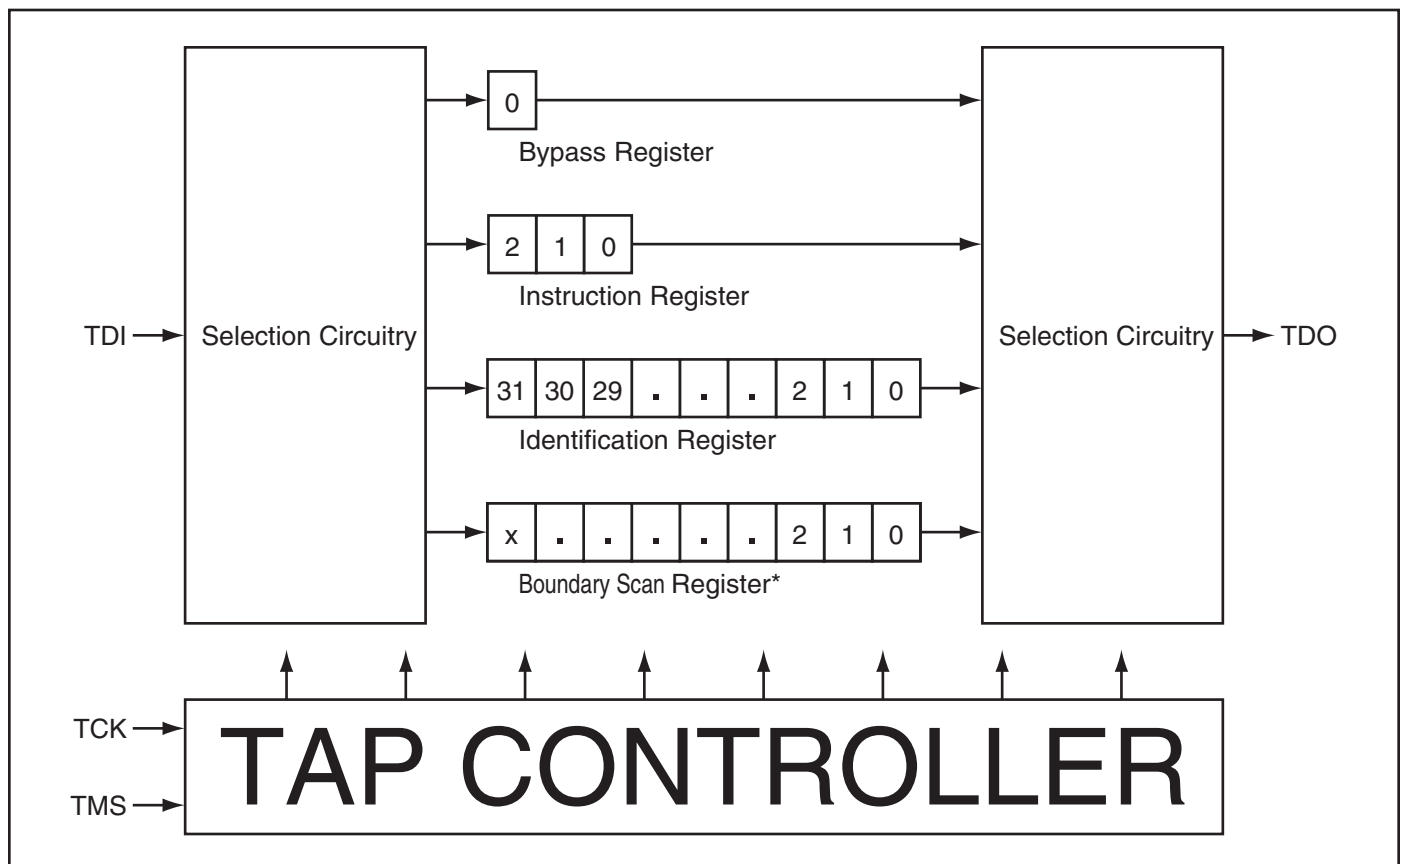 0
Bypass Register
2 1 0
Instruction Register
TDI
Selection Circuitry
Selection Circuitry
TDO
31 30 29 . . . 2 1 0
Identification Register
x . . . . . 2 1 0
Boundary Scan Register*
TCK
TMS
TAP CONTROLLER